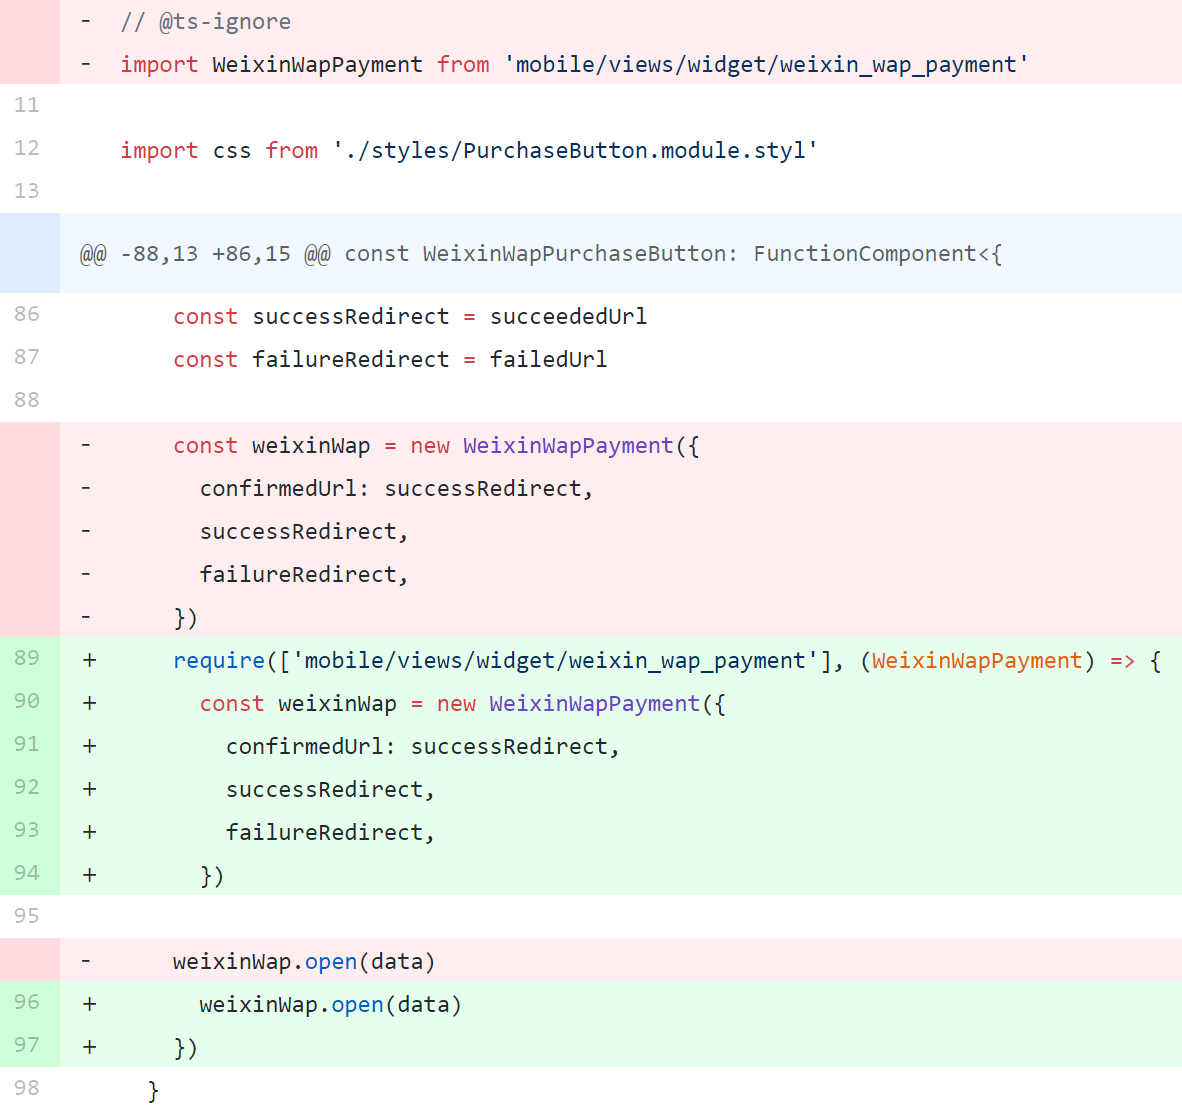 - // @ts-ignore
- import WeixinWapPayment from 'mobile/views/widget/weixin_wap_payment'
11
12 import css from './styles/PurchaseButton.module.styl'
13
@@ -88,13 +86,15 @@ const WeixinWapPurchaseButton: FunctionComponent<{
86 const successRedirect = succeededUrl
87 const failureRedirect = failedUrl
88
- const weixinWap = new WeixinWapPayment({
- confirmedUrl: successRedirect,
- successRedirect,
- failureRedirect,
- })
89 + require(['mobile/views/widget/weixin_wap_payment'], (WeixinWapPayment) => {
90 + const weixinWap = new WeixinWapPayment({
91 + confirmedUrl: successRedirect,
92 + successRedirect,
93 + failureRedirect,
94 + })
95
- weixinWap.open(data)
96 + weixinWap.open(data)
97 + })
98 }